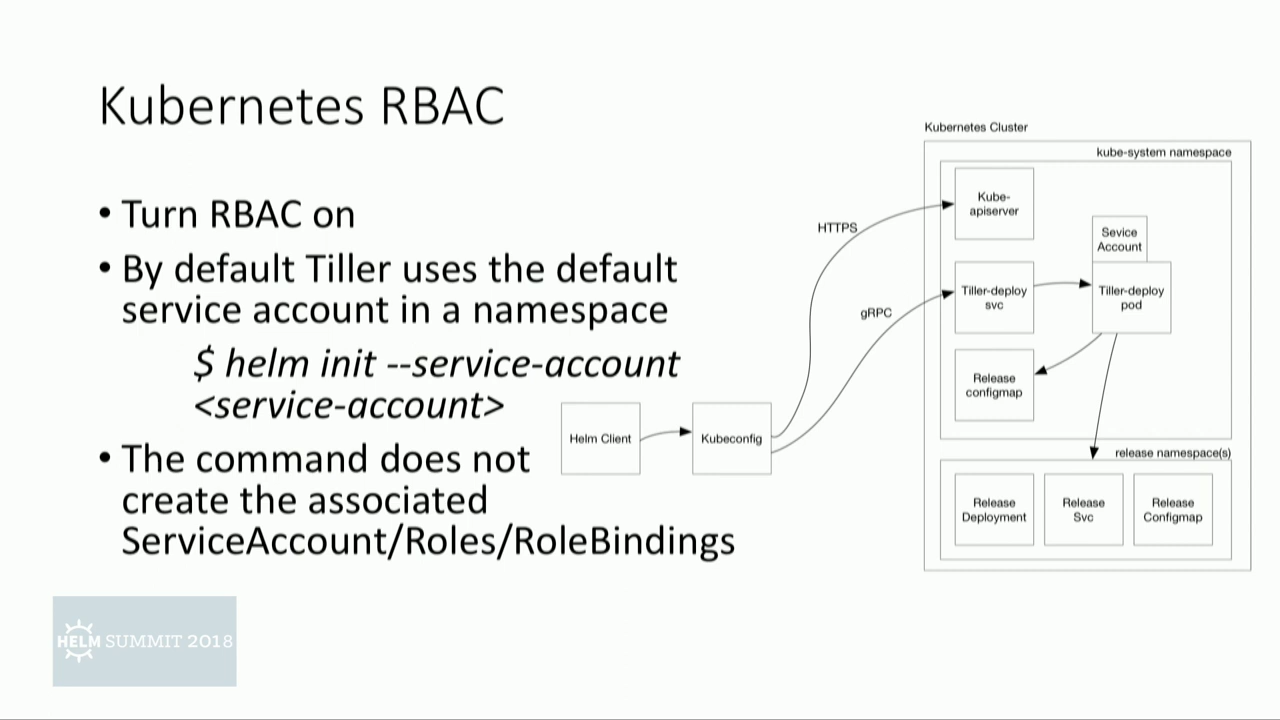 Kubernetes RBAC
• Turn RBAC on
• By default Tiller uses the default
service account in a namespace
$ helm init --service-account
<service-account>
• The command does not
create the associated
ServiceAccount/Roles/RoleBindings
Kubernetes Cluster
kube-system namespace
Kube-
apiserver
HTTPS
Sevice
Account
Tiller-deploy
svc
Tiller-deploy
pod
gRPC
Release
configmap
Helm Client
Kubeconfig
release namespace(s)
Release
Deployment
Release
Svc
Release
Configmap
HELM SUMMIT 2018